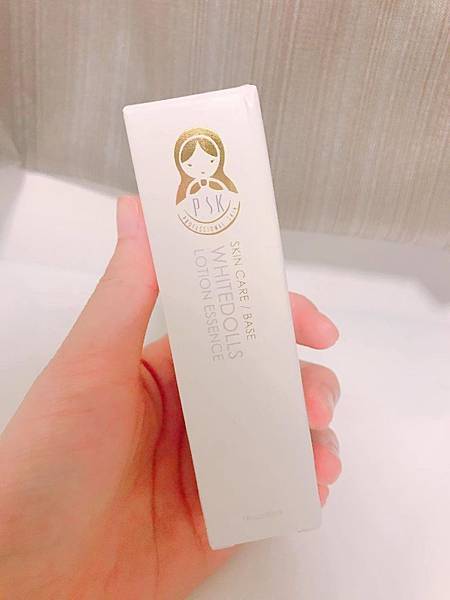 PSK
PROFESSIONAL SKIN
SKIN CARE / BASE
WHITEDOLLS
LOTION ESSENCE